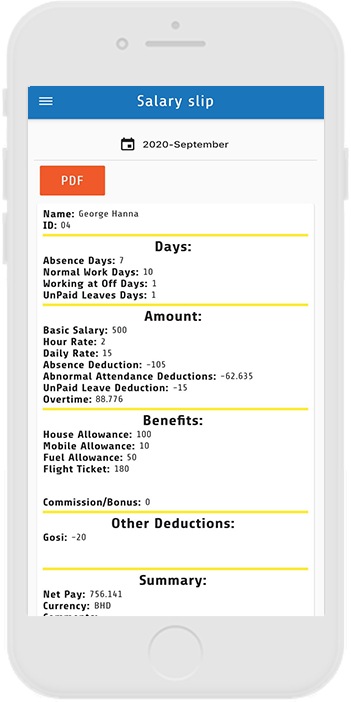 Salary slip
2020-September
PDF
Name: George Hanna
ID: 04
Days:
Absence Days: 7
Normal Work Days: 10
Working at Off Days: 1
UnPaid Leaves Days: 1
Amount:
Basic Salary: 500
Hour Rate: 2
Daily Rate: 15
Absence Deduction: -105
Abnormal Attendance Deductions: -62.635
UnPaid Leave Deduction: -15
Overtime: 88.776
Benefits:
House Allowance: 100
Mobile Allowance: 10
Fuel Allowance: 50
Flight Ticket: 180
Commission/Bonus: 0
Other Deductions:
Gosi: -20
Summary:
Net Pay: 756.141
Currency: BHD